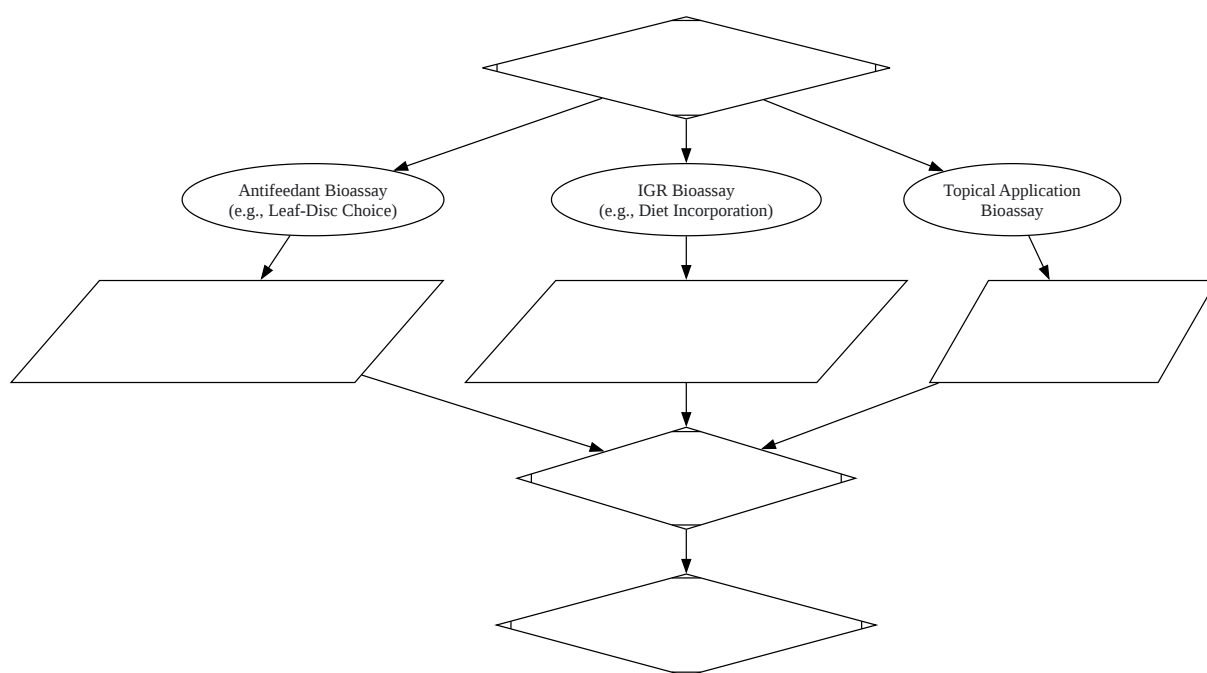 Antifeedant Bioassay
(e.g., Leaf-Disc Choice)
IGR Bioassay
(e.g., Diet Incorporation)
Topical Application
Bioassay